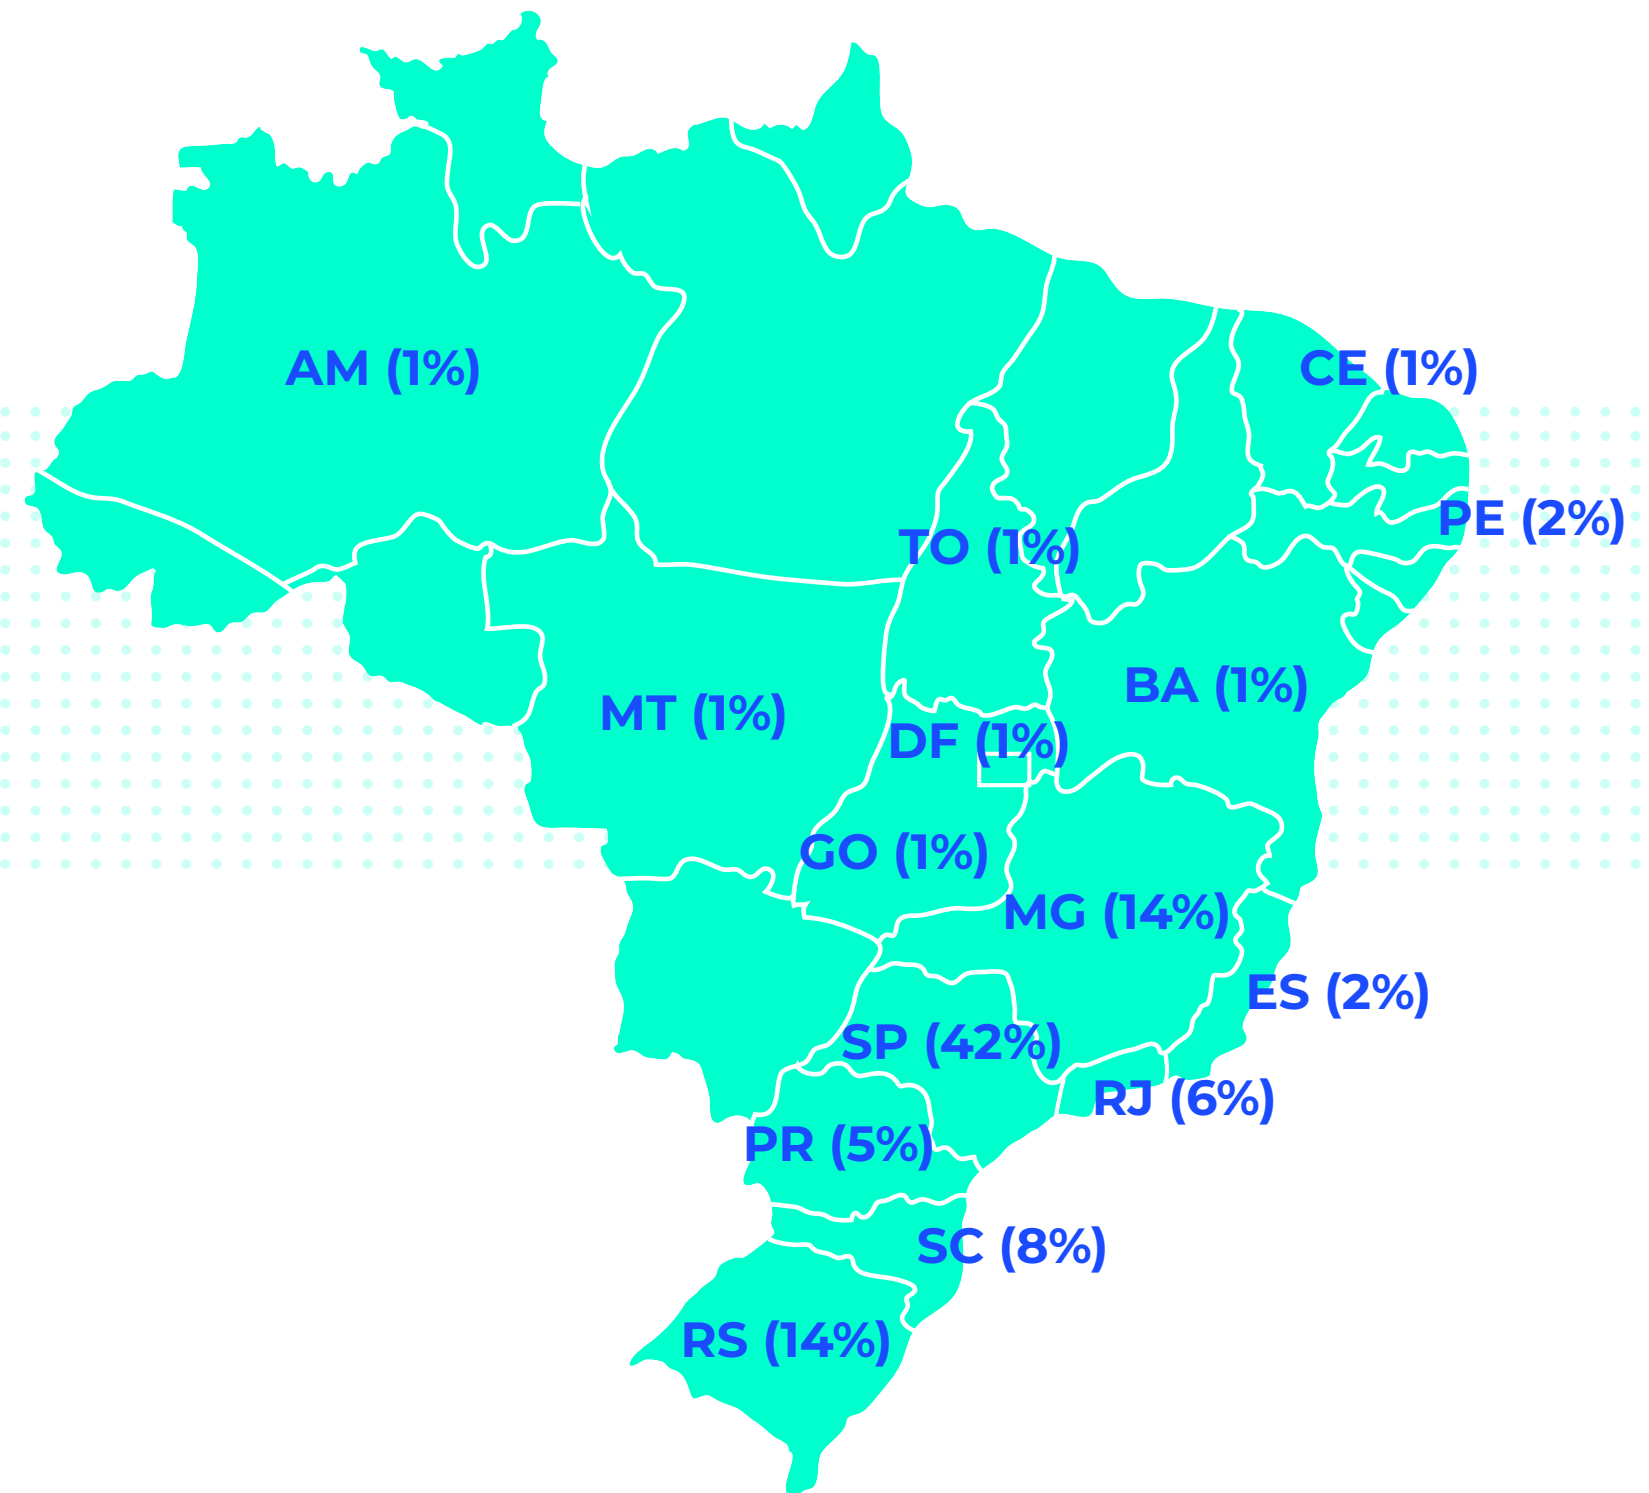 AM (1%)
CE (1%)
PE (2%)
TO (1%)
BA (1%)
MT (1%)
DF (1%)
GO (1%)
MG (14%)
ES (2%)
SP (42%)
RJ (6%)
PR (5%)
SC (8%)
RS (14%)